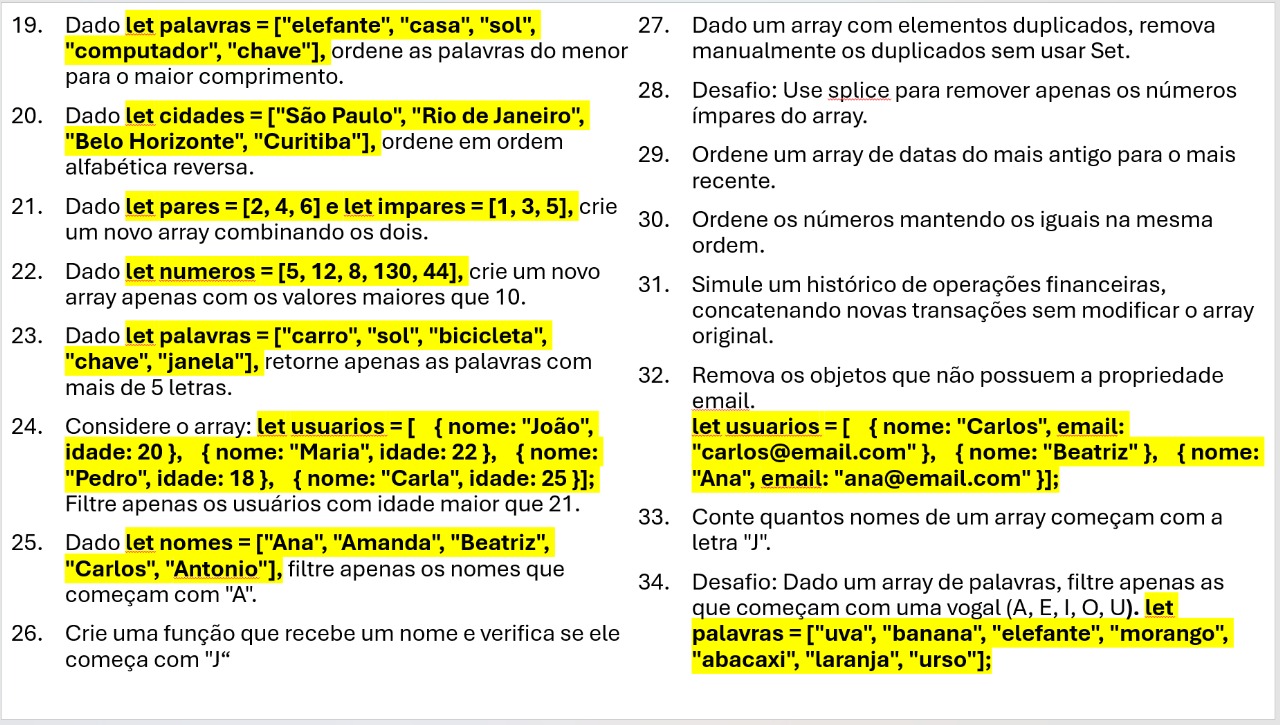 19. Dado let palavras = ["elefante", "casa", "sol",
"computador", "chave"], ordene as palavras do menor
para o maior comprimento.
20. Dado let cidades = ["São Paulo", "Rio de Janeiro",
"Belo Horizonte", "Curitiba"], ordene em ordem
alfabética reversa.
21. Dado let pares = [2, 4, 6] e let impares = [1, 3, 5], crie
um novo array combinando os dois.
22. Dado let numeros = [5, 12, 8, 130, 44], crie um novo
array apenas com os valores maiores que 10.
23. Dado let palavras = ["carro", "sol", "bicicleta",
"chave", "janela"], retorne apenas as palavras com
mais de 5 letras.
24. Considere o array: let usuarios = [ { nome: "João",
idade: 20 }, { nome: "Maria", idade: 22 }, { nome:
"Pedro", idade: 18 }, { nome: "Carla", idade: 25 }];
Filtre apenas os usuários com idade maior que 21.
25. Dado let nomes = ["Ana", "Amanda", "Beatriz",
"Carlos", "Antonio"], filtre apenas os nomes que
começam com "A".
26. Crie uma função que recebe um nome e verifica se ele
começa com "J“
27. Dado um array com elementos duplicados, remova
manualmente os duplicados sem usar Set.
28. Desafio: Use splice para remover apenas os números
ímpares do array.
29. Ordene um array de datas do mais antigo para o mais
recente.
30. Ordene os números mantendo os iguais na mesma
ordem.
31. Simule um histórico de operações financeiras,
concatenando novas transações sem modificar o array
original.
32. Remova os objetos que não possuem a propriedade
email.
let usuarios = [ { nome: "Carlos", email:
"carlos@email.com" }, { nome: "Beatriz" }, { nome:
"Ana", email: "ana@email.com" }];
33. Conte quantos nomes de um array começam com a
letra "J".
34. Desafio: Dado um array de palavras, filtre apenas as
que começam com uma vogal (A, E, I, O, U). let
palavras = ["uva", "banana", "elefante", "morango",
"abacaxi", "laranja", "urso"];